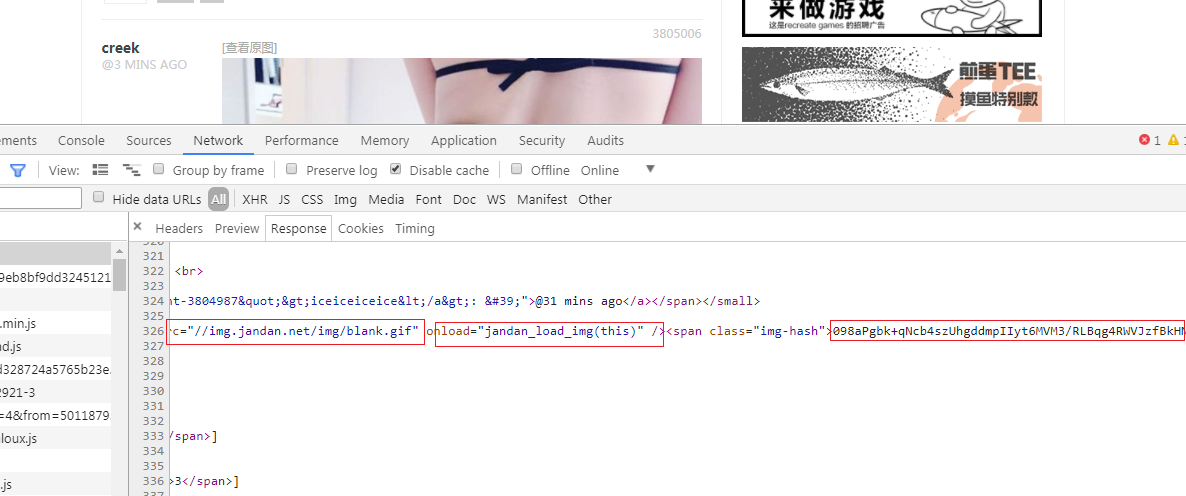 来做游戏
这是recreate games 的招聘广告
creek
3805006
@3 MINS AGO
[查看原图]
煎蛋TEE
摸鱼特别款
ements Console Sources Network Performance Memory Application Security Audits 1
View: Group by frame Preserve log Disable cache Offline Online
Hide data URLs All XHR JS CSS Img Media Font Doc WS Manifest Other
× Headers Preview Response Cookies Timing
320
321
9eb8bf9dd3245121
322 <br>
323
324 nt-3804987&quot;&gt;iceiceiceice&lt;/a&gt;: &#39;">@31 mins ago</a></span></small>
.min.js
325
326 rc="//img.jandan.net/img/blank.gif" onload="jandan_load_img(this)" /><span class="img-hash">098aPgbk+qNcb4szUhgddmpIIyt6MVM3/RLBqg4RWVJzfBkHM
nd.js
327
328
d328724a5765b23e.
329
2921-3
330
331
=4&from=5011879
332
333 /span>]
aloux.js
334
335
336 >3</span>]
.js
337